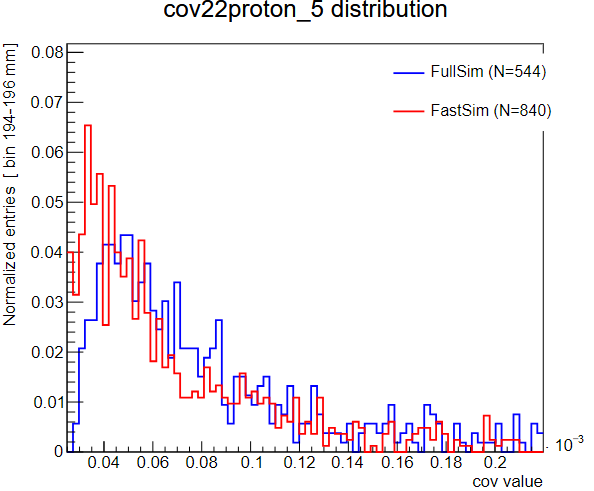 cov22proton_5 distribution
Normalized entries [ bin 194-196 mm]
FullSim (N=544)
FastSim (N=840)
0.08
0.07
0.06
0.05
0.04
0.03
0.02
0.01
0
0.04 0.06 0.08 0.1 0.12 0.14 0.16 0.18 0.2
·10⁻³
cov value